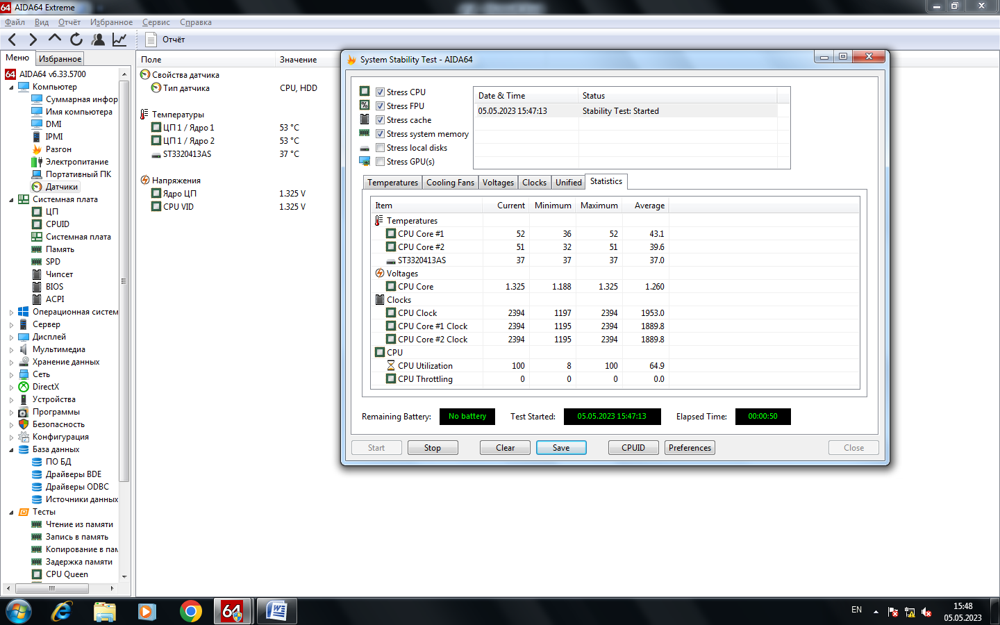 AIDA64 Extreme
Файл Вид Отчёт Избранное Сервис Справка
Отчёт
Меню Избранное
AIDA64 v6.33.5700
Компьютер
Суммарная инфор
Имя компьютера
DMI
IPMI
Разгон
Электропитание
Портативный ПК
Датчики
Системная плата
ЦП
CPUID
Системная плата
Память
SPD
Чипсет
BIOS
ACPI
Операционная систем
Сервер
Дисплей
Мультимедиа
Хранение данных
Сеть
DirectX
Устройства
Программы
Безопасность
Конфигурация
База данных
ПО БД
Драйверы BDE
Драйверы ODBC
Источники данных
Тесты
Чтение из памяти
Запись в память
Копирование в пам
Задержка памяти
CPU Queen
Поле Значение
Свойства датчика
Тип датчика CPU, HDD
Температуры
ЦП 1 / Ядро 1 53 °C
ЦП 1 / Ядро 2 53 °C
ST3320413AS 37 °C
Напряжения
Ядро ЦП 1.325 V
CPU VID 1.325 V
System Stability Test - AIDA64
Stress CPU
Stress FPU
Stress cache
Stress system memory
Stress local disks
Stress GPU(s)
Date & Time Status
05.05.2023 15:47:13 Stability Test: Started
Temperatures Cooling Fans Voltages Clocks Unified Statistics
Item Current Minimum Maximum Average
Temperatures
CPU Core #1 52 36 52 43.1
CPU Core #2 51 32 51 39.6
ST3320413AS 37 37 37 37.0
Voltages
CPU Core 1.325 1.188 1.325 1.260
Clocks
CPU Clock 2394 1197 2394 1953.0
CPU Core #1 Clock 2394 1195 2394 1889.8
CPU Core #2 Clock 2394 1195 2394 1889.8
CPU
CPU Utilization 100 8 100 64.9
CPU Throttling 0 0 0 0.0
Remaining Battery: No battery Test Started: 05.05.2023 15:47:13 Elapsed Time: 00:00:50
Start Stop Clear Save CPUID Preferences Close
64
EN
15:48
05.05.2023